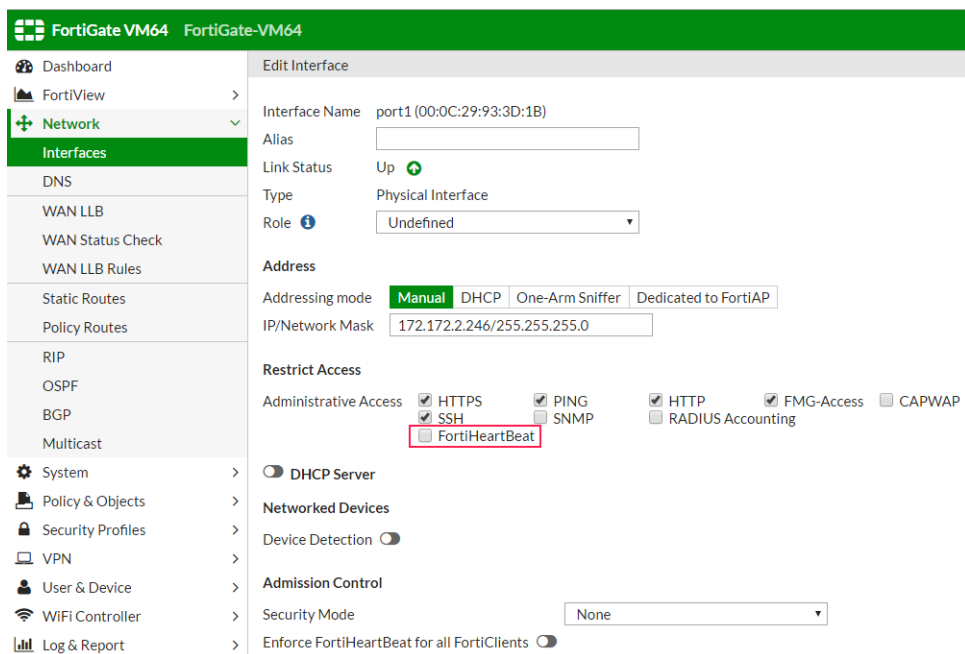 FortiGate VM64 FortiGate-VM64
Dashboard
FortiView
Network
Interfaces
DNS
WAN LLB
WAN Status Check
WAN LLB Rules
Static Routes
Policy Routes
RIP
OSPF
BGP
Multicast
System
Policy & Objects
Security Profiles
VPN
User & Device
WiFi Controller
Log & Report
Edit Interface
Interface Name port1 (00:0C:29:93:3D:1B)
Alias
Link Status Up
Type Physical Interface
Role Undefined
Address
Addressing mode Manual DHCP One-Arm Sniffer Dedicated to FortiAP
IP/Network Mask 172.172.2.246/255.255.255.0
Restrict Access
Administrative Access HTTPS PING HTTP FMG-Access CAPWAP
SSH SNMP RADIUS Accounting
FortiHeartBeat
DHCP Server
Networked Devices
Device Detection
Admission Control
Security Mode None
Enforce FortiHeartBeat for all FortiClients